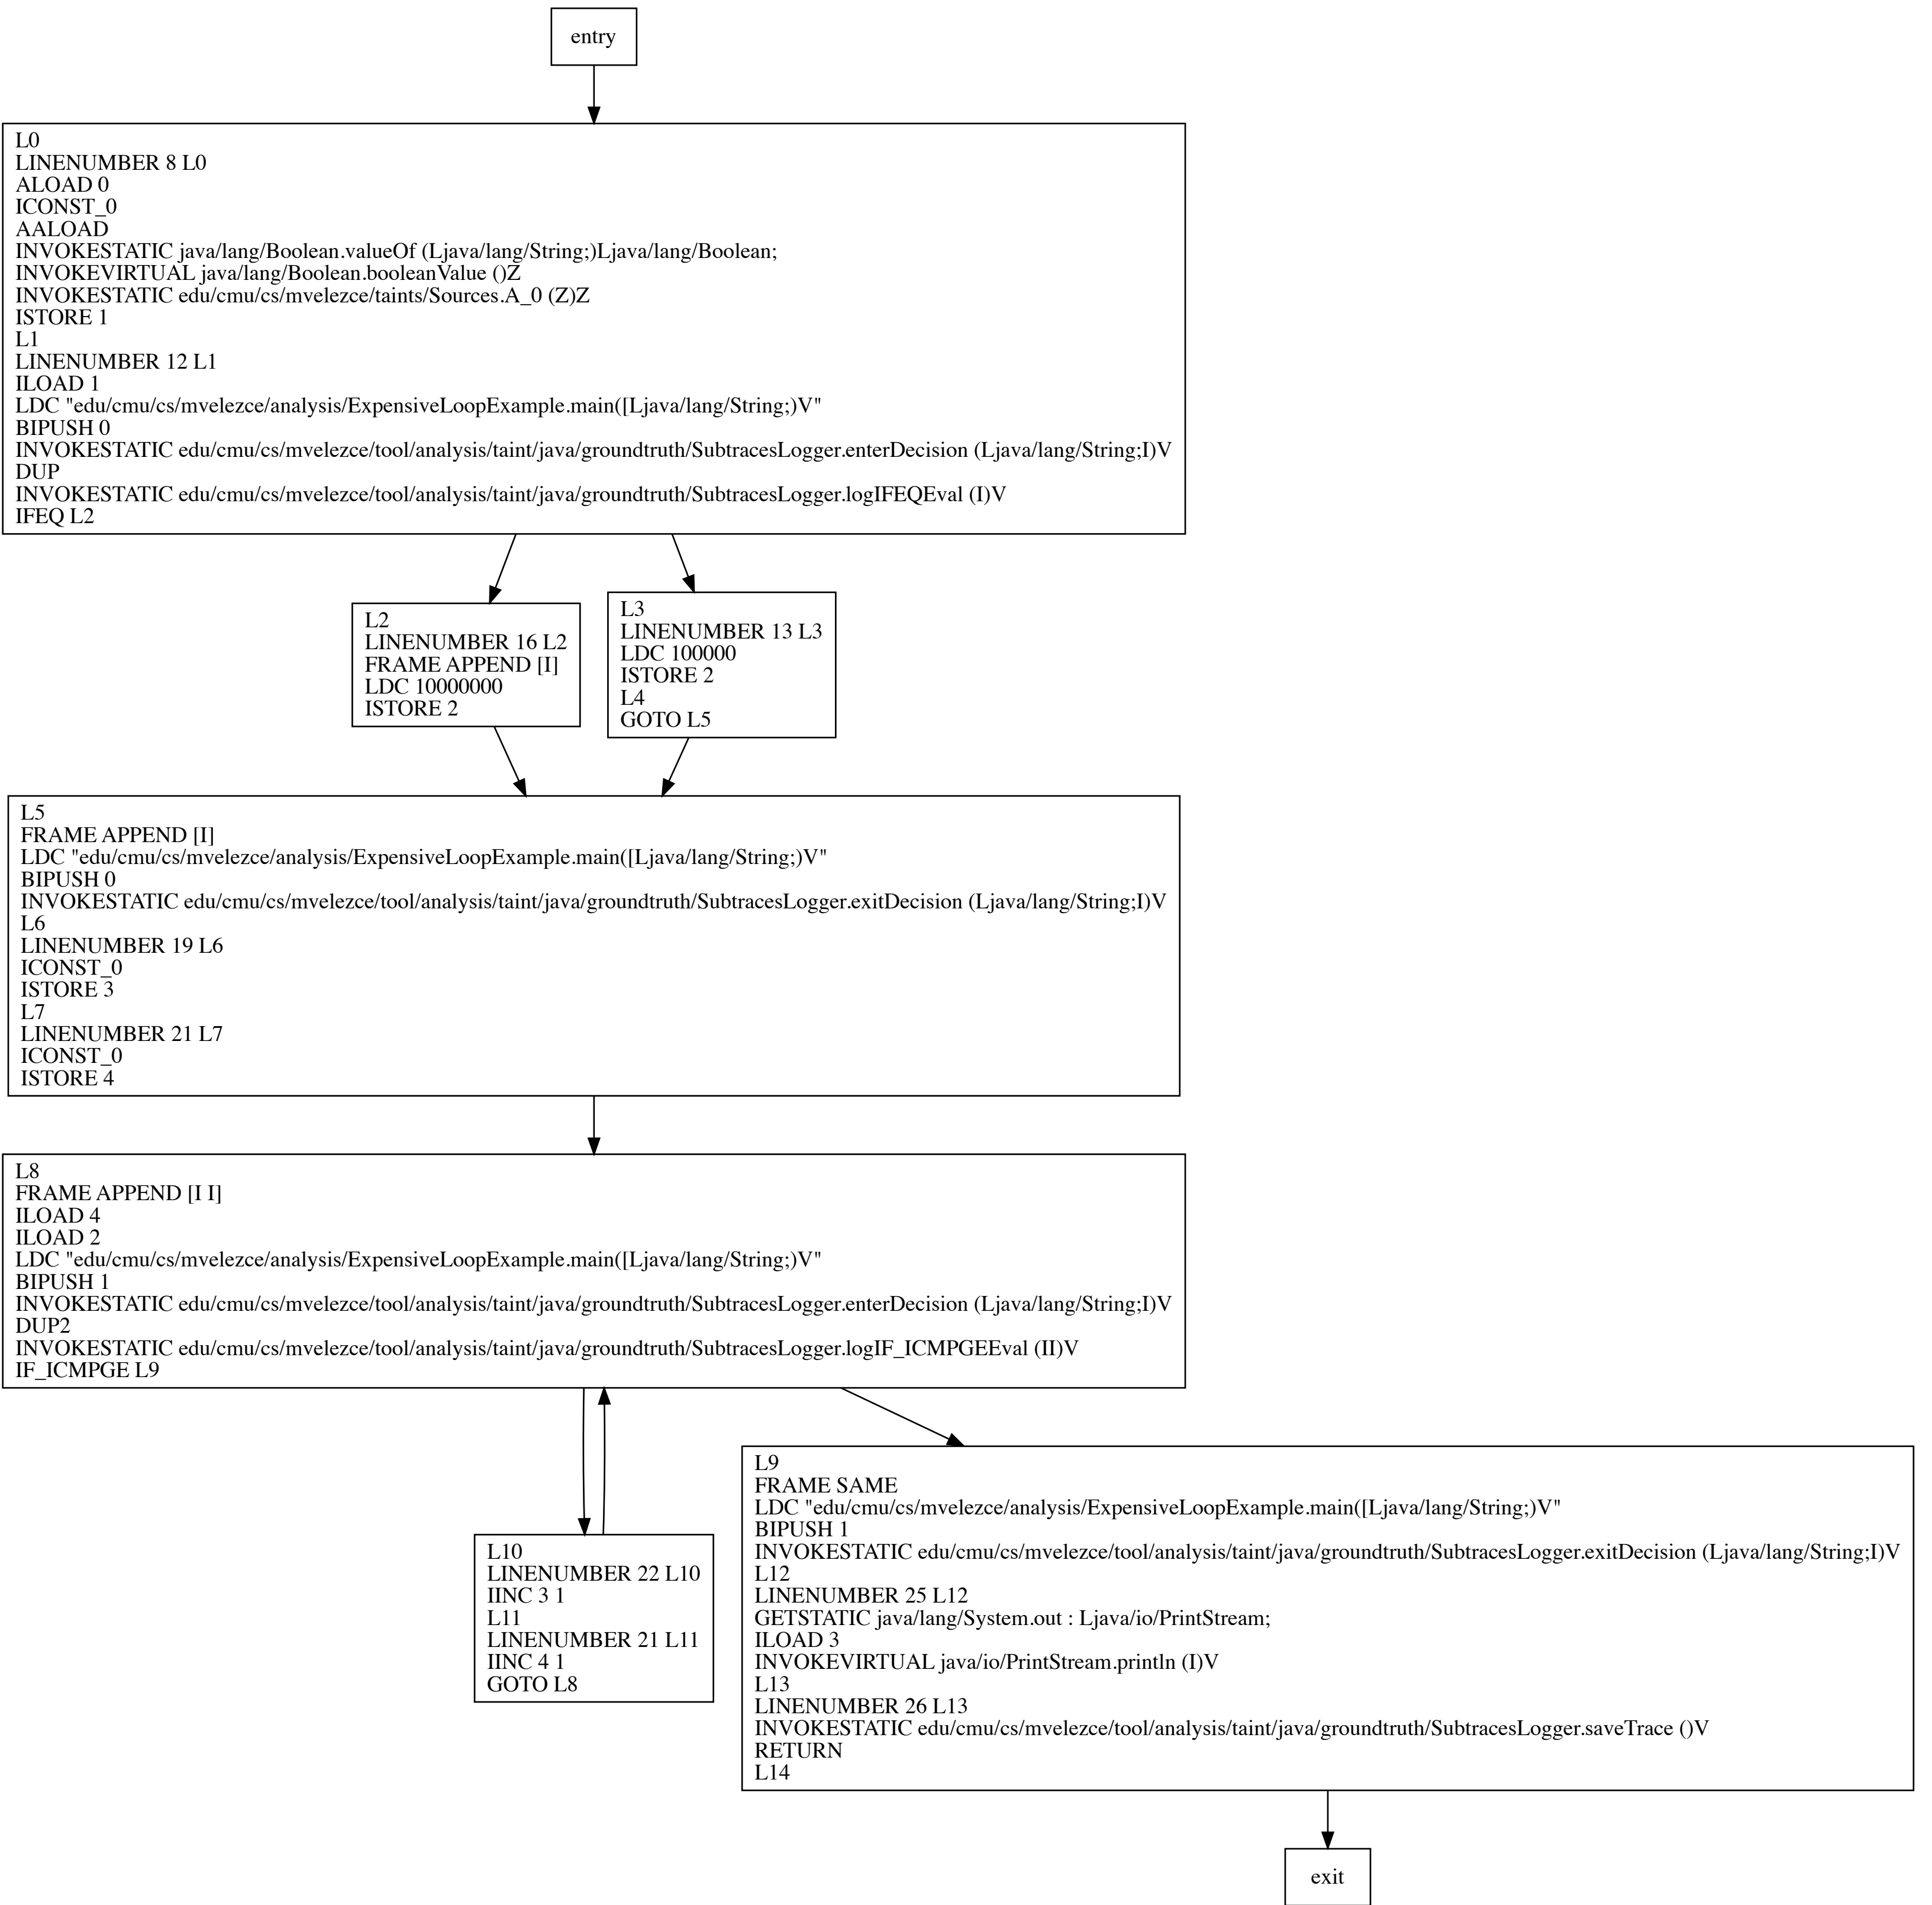 entry
L0
LINENUMBER 8 L0
ALOAD 0
ICONST_0
AALOAD
INVOKESTATIC java/lang/Boolean.valueOf (Ljava/lang/String;)Ljava/lang/Boolean;
INVOKEVIRTUAL java/lang/Boolean.booleanValue ()Z
INVOKESTATIC edu/cmu/cs/mvelezce/taints/Sources.A_0 (Z)Z
ISTORE 1
L1
LINENUMBER 12 L1
ILOAD 1
LDC "edu/cmu/cs/mvelezce/analysis/ExpensiveLoopExample.main([Ljava/lang/String;)V"
BIPUSH 0
INVOKESTATIC edu/cmu/cs/mvelezce/tool/analysis/taint/java/groundtruth/SubtracesLogger.enterDecision (Ljava/lang/String;I)V
DUP
INVOKESTATIC edu/cmu/cs/mvelezce/tool/analysis/taint/java/groundtruth/SubtracesLogger.logIFEQEval (I)V
IFEQ L2
L2
LINENUMBER 16 L2
FRAME APPEND [I]
LDC 10000000
ISTORE 2
L3
LINENUMBER 13 L3
LDC 100000
ISTORE 2
L4
GOTO L5
L5
FRAME APPEND [I]
LDC "edu/cmu/cs/mvelezce/analysis/ExpensiveLoopExample.main([Ljava/lang/String;)V"
BIPUSH 0
INVOKESTATIC edu/cmu/cs/mvelezce/tool/analysis/taint/java/groundtruth/SubtracesLogger.exitDecision (Ljava/lang/String;I)V
L6
LINENUMBER 19 L6
ICONST_0
ISTORE 3
L7
LINENUMBER 21 L7
ICONST_0
ISTORE 4
L8
FRAME APPEND [I I]
ILOAD 4
ILOAD 2
LDC "edu/cmu/cs/mvelezce/analysis/ExpensiveLoopExample.main([Ljava/lang/String;)V"
BIPUSH 1
INVOKESTATIC edu/cmu/cs/mvelezce/tool/analysis/taint/java/groundtruth/SubtracesLogger.enterDecision (Ljava/lang/String;I)V
DUP2
INVOKESTATIC edu/cmu/cs/mvelezce/tool/analysis/taint/java/groundtruth/SubtracesLogger.logIF_ICMPGEEval (II)V
IF_ICMPGE L9
L10
LINENUMBER 22 L10
IINC 3 1
L11
LINENUMBER 21 L11
IINC 4 1
GOTO L8
L9
FRAME SAME
LDC "edu/cmu/cs/mvelezce/analysis/ExpensiveLoopExample.main([Ljava/lang/String;)V"
BIPUSH 1
INVOKESTATIC edu/cmu/cs/mvelezce/tool/analysis/taint/java/groundtruth/SubtracesLogger.exitDecision (Ljava/lang/String;I)V
L12
LINENUMBER 25 L12
GETSTATIC java/lang/System.out : Ljava/io/PrintStream;
ILOAD 3
INVOKEVIRTUAL java/io/PrintStream.println (I)V
L13
LINENUMBER 26 L13
INVOKESTATIC edu/cmu/cs/mvelezce/tool/analysis/taint/java/groundtruth/SubtracesLogger.saveTrace ()V
RETURN
L14
exit